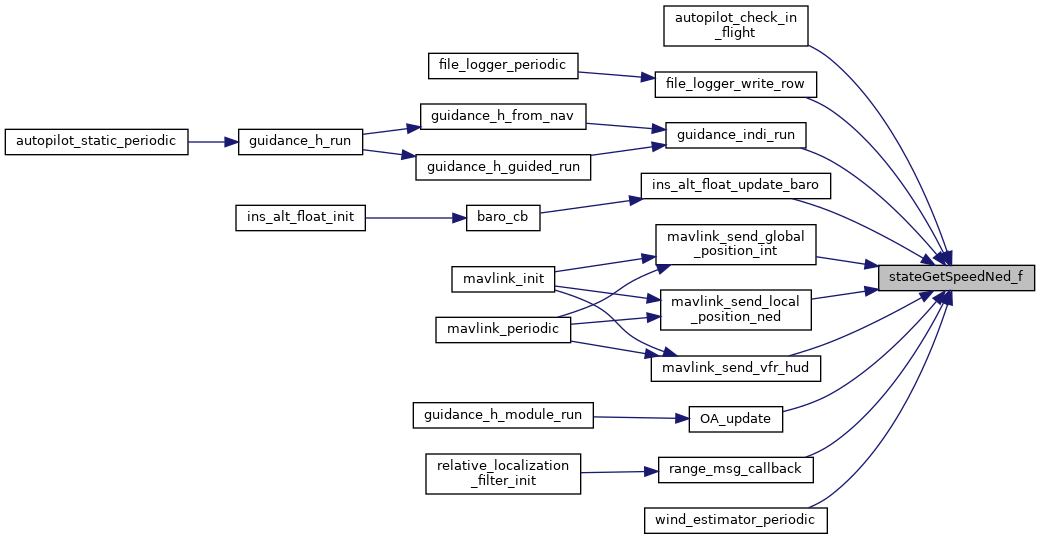 autopilot_check_in
_flight
file_logger_periodic
file_logger_write_row
guidance_h_from_nav
guidance_indi_run
autopilot_static_periodic
guidance_h_run
guidance_h_guided_run
ins_alt_float_update_baro
ins_alt_float_init
baro_cb
mavlink_send_global
_position_int
mavlink_init
stateGetSpeedNed_f
mavlink_send_local
_position_ned
mavlink_periodic
mavlink_send_vfr_hud
guidance_h_module_run
OA_update
relative_localization
_filter_init
range_msg_callback
wind_estimator_periodic